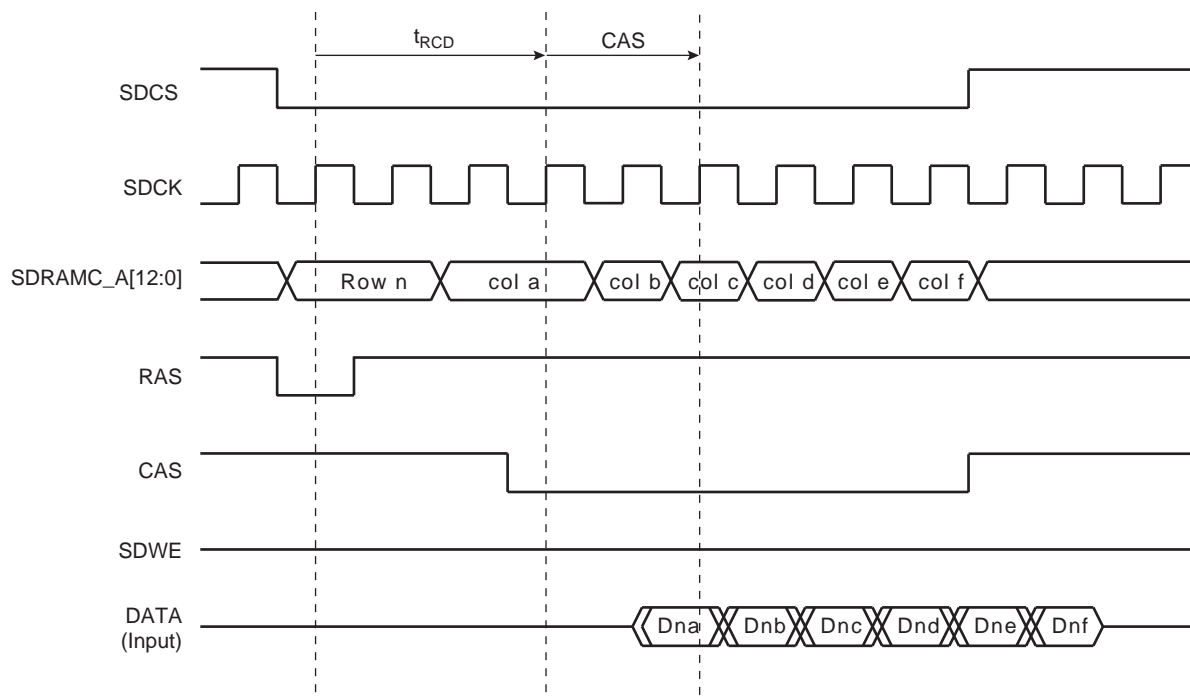 tRCD
CAS
SDCS
SDCK
SDRAMC_A[12:0]
Row n
col a
col b
col c
col d
col e
col f
RAS
CAS
SDWE
DATA
(Input)
Dna
Dnb
Dnc
Dnd
Dne
Dnf